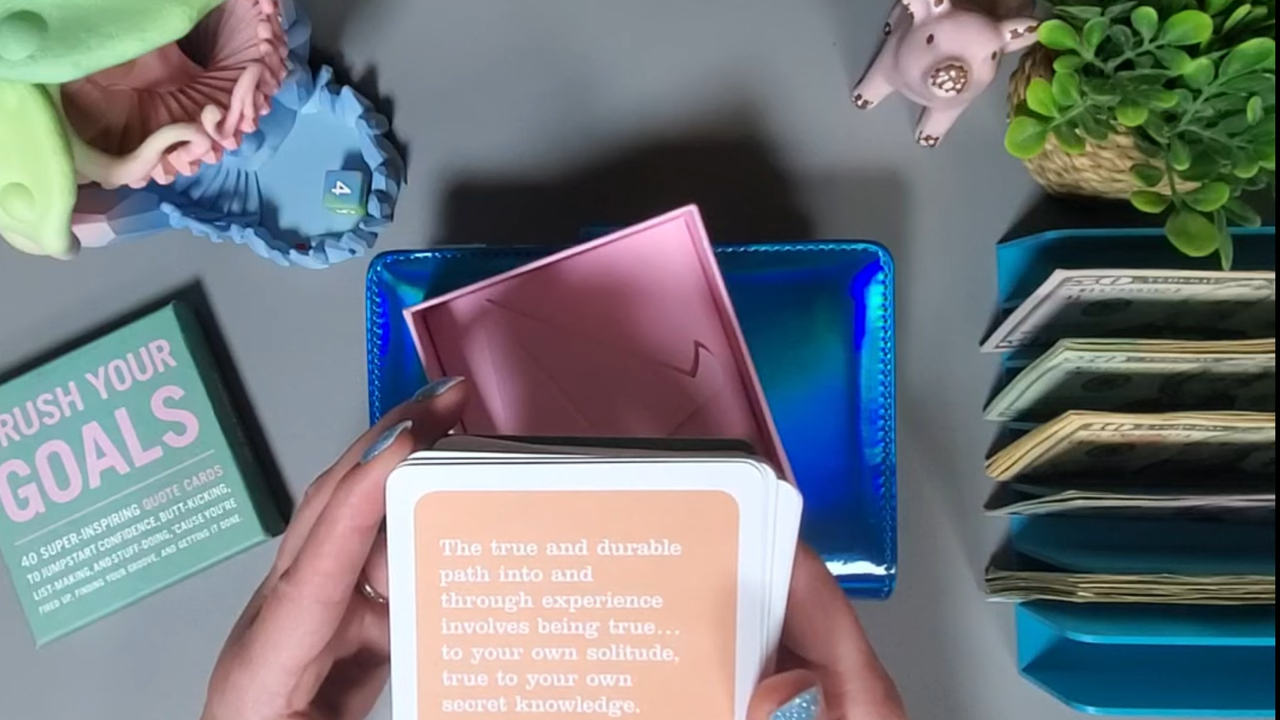 RUSH YOUR
GOALS
40 SUPER-INSPIRING QUOTE CARDS
TO JUMPSTART CONFIDENCE, BUTT-KICKING,
LIST-MAKING, AND STUFF-DOING, 'CAUSE YOU'RE
FIRED UP, FINDING YOUR GROOVE, AND GETTING IT DONE.
4
The true and durable
path into and
through experience
involves being true...
to your own solitude,
true to your own
secret knowledge.